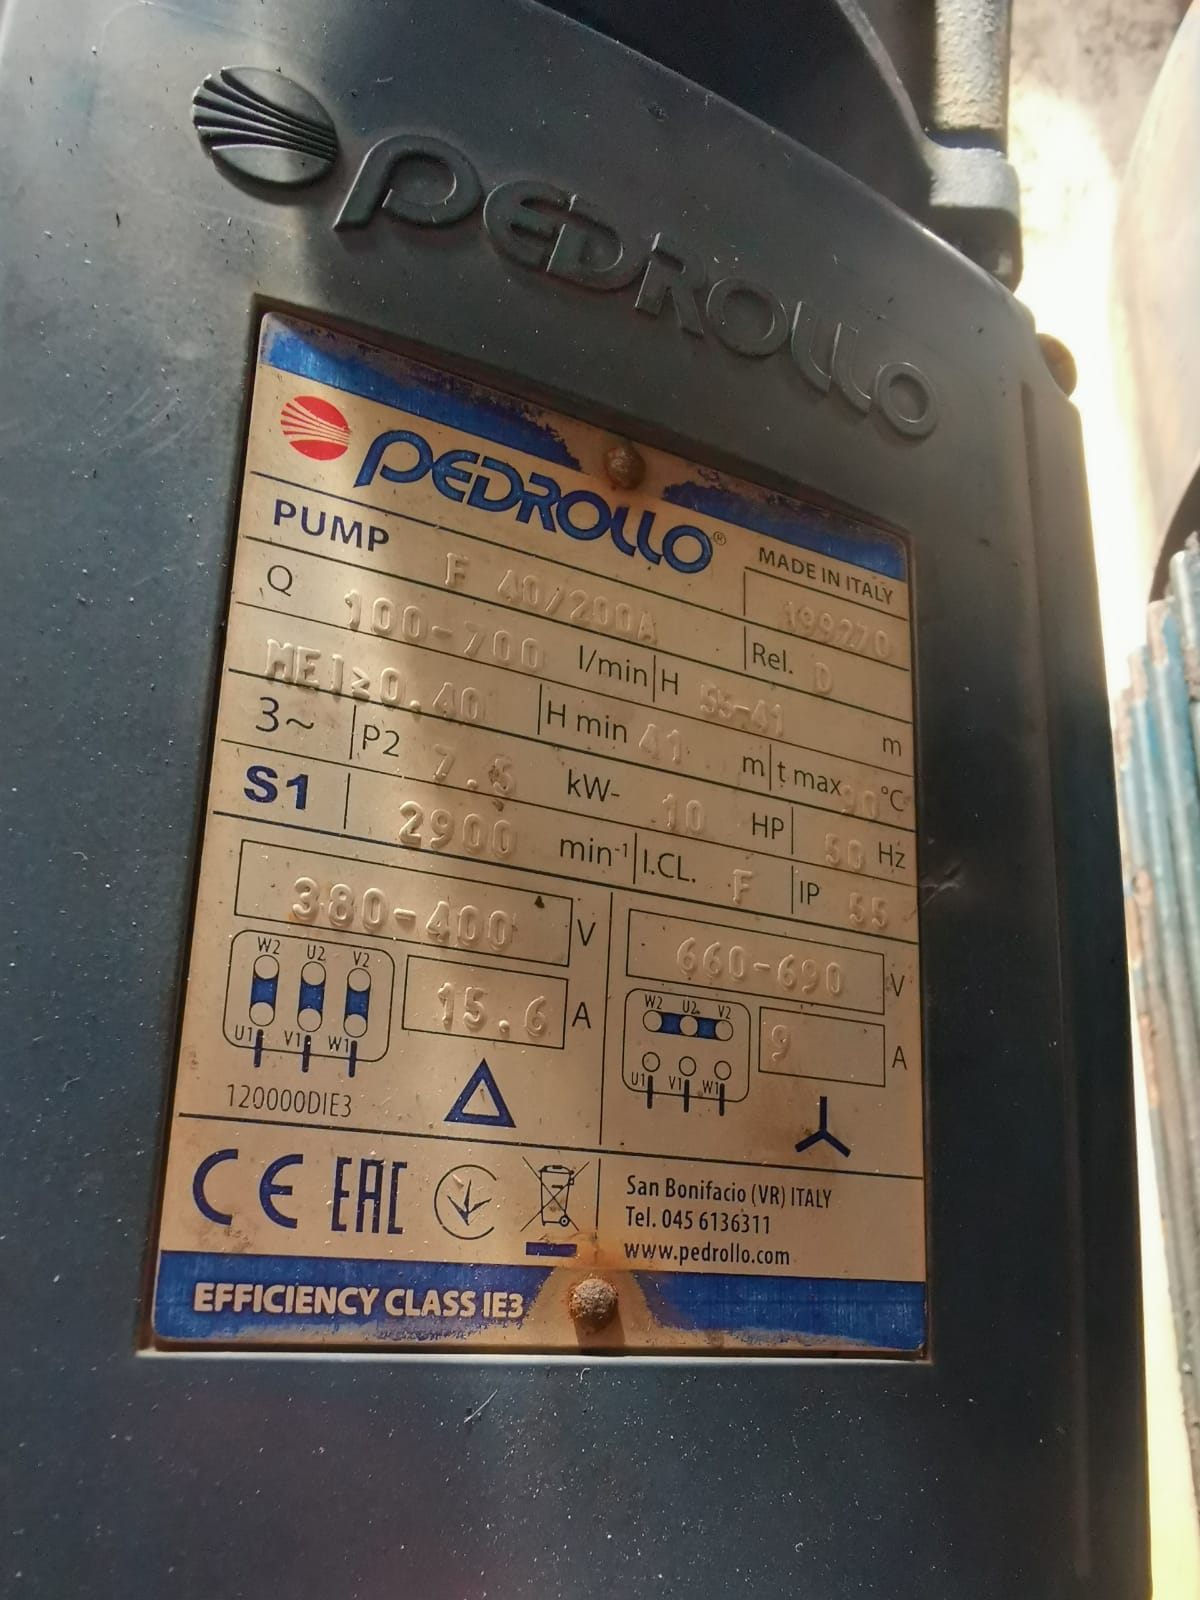 PEDROLLO
PEDROLLO®
MADE IN ITALY
PUMP F 40/200A 199270
Q 100-700 l/min H 55-41 m Rel. D
MEI≥0.40 H min 41 m t max 90 °C
3~ P2 7.5 kW- 10 HP 50 Hz
S1 2900 min-1 I.CL. F IP 55
380-400 V 660-690 V
W2 U2 V2 W2 U2 V2
15.6 A 9 A
U1 V1 W1 U1 V1 W1
120000DIE3
CE EAC
San Bonifacio (VR) ITALY
Tel. 045 6136311
www.pedrollo.com
EFFICIENCY CLASS IE3